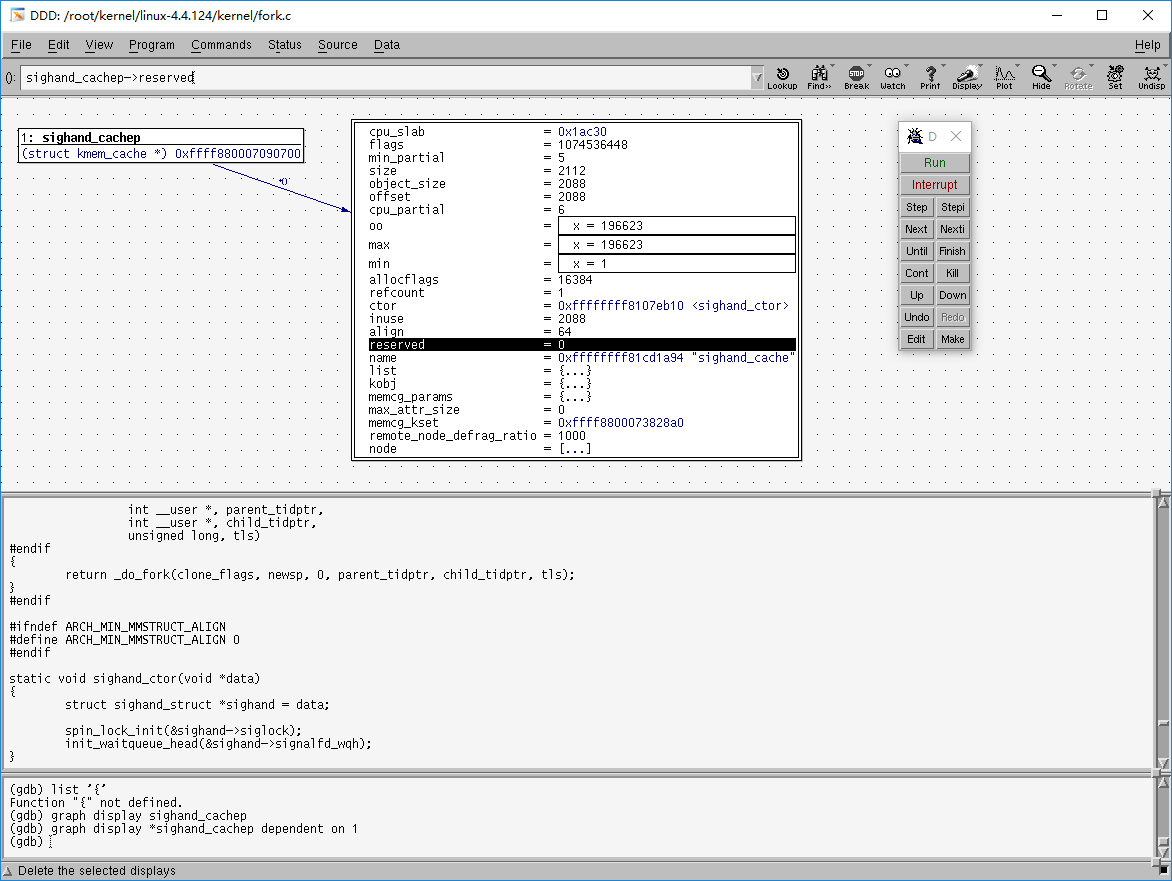 DDD: /root/kernel/linux-4.4.124/kernel/fork.c
File Edit View Program Commands Status Source Data Help
(): sighand_cachep->reserved
Lookup Find>> Break Watch Print Display Plot Hide Rotate Set Undisp
STOP
1: sighand_cachep
(struct kmem_cache *) 0xffff880007090700
*()
cpu_slab = 0x1ac30
flags = 1074536448
min_partial = 5
size = 2112
object_size = 2088
offset = 2088
cpu_partial = 6
oo = x = 196623
max = x = 196623
min = x = 1
allocflags = 16384
refcount = 1
ctor = 0xffffffff8107eb10 <sighand_ctor>
inuse = 2088
align = 64
reserved = 0
name = 0xffffffff81cd1a94 "sighand_cache"
list = {...}
kobj = {...}
memcg_params = {...}
max_attr_size = 0
memcg_kset = 0xffff8800073828a0
remote_node_defrag_ratio = 1000
node = [...]
D
Run
Interrupt
Step Stepi
Next Nexti
Until Finish
Cont Kill
Up Down
Undo Redo
Edit Make
int __user *, parent_tidptr,
int __user *, child_tidptr,
unsigned long, tls)
#endif
{
return _do_fork(clone_flags, newsp, 0, parent_tidptr, child_tidptr, tls);
}
#endif
#ifndef ARCH_MIN_MMSTRUCT_ALIGN
#define ARCH_MIN_MMSTRUCT_ALIGN 0
#endif
static void sighand_ctor(void *data)
{
struct sighand_struct *sighand = data;
spin_lock_init(&sighand->siglock);
init_waitqueue_head(&sighand->signalfd_wqh);
}
(gdb) list '{'
Function "{" not defined.
(gdb) graph display sighand_cachep
(gdb) graph display *sighand_cachep dependent on 1
(gdb)
Delete the selected displays